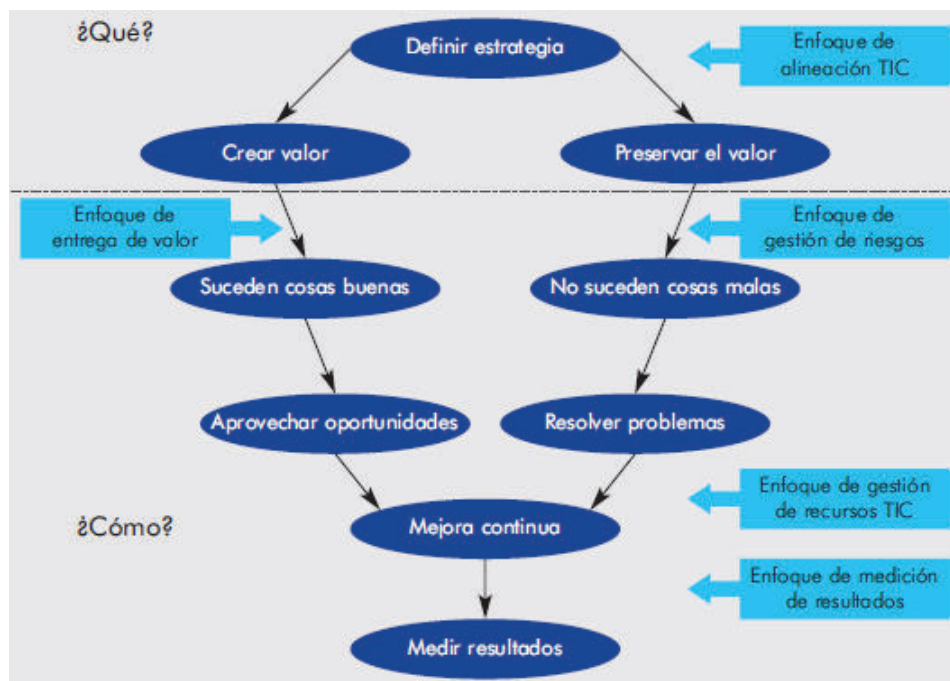 ¿Qué?
Definir estrategia
Enfoque de
alineación TIC
Crear valor
Preservar el valor
Enfoque de
entrega de valor
Enfoque de
gestión de riesgos
Suceden cosas buenas
No suceden cosas malas
Aprovechar oportunidades
Resolver problemas
Enfoque de gestión
de recursos TIC
¿Cómo?
Mejora continua
Enfoque de medición
de resultados
Medir resultados